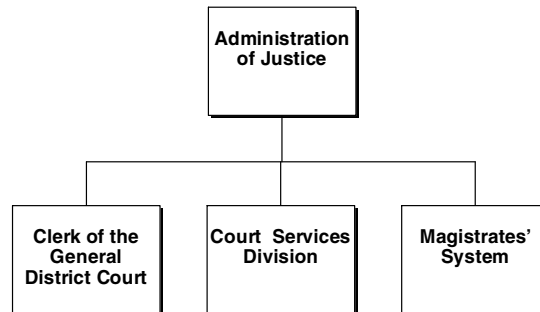 Administration
of Justice
Clerk of the
General
District Court
Court Services
Division
Magistrates’
System